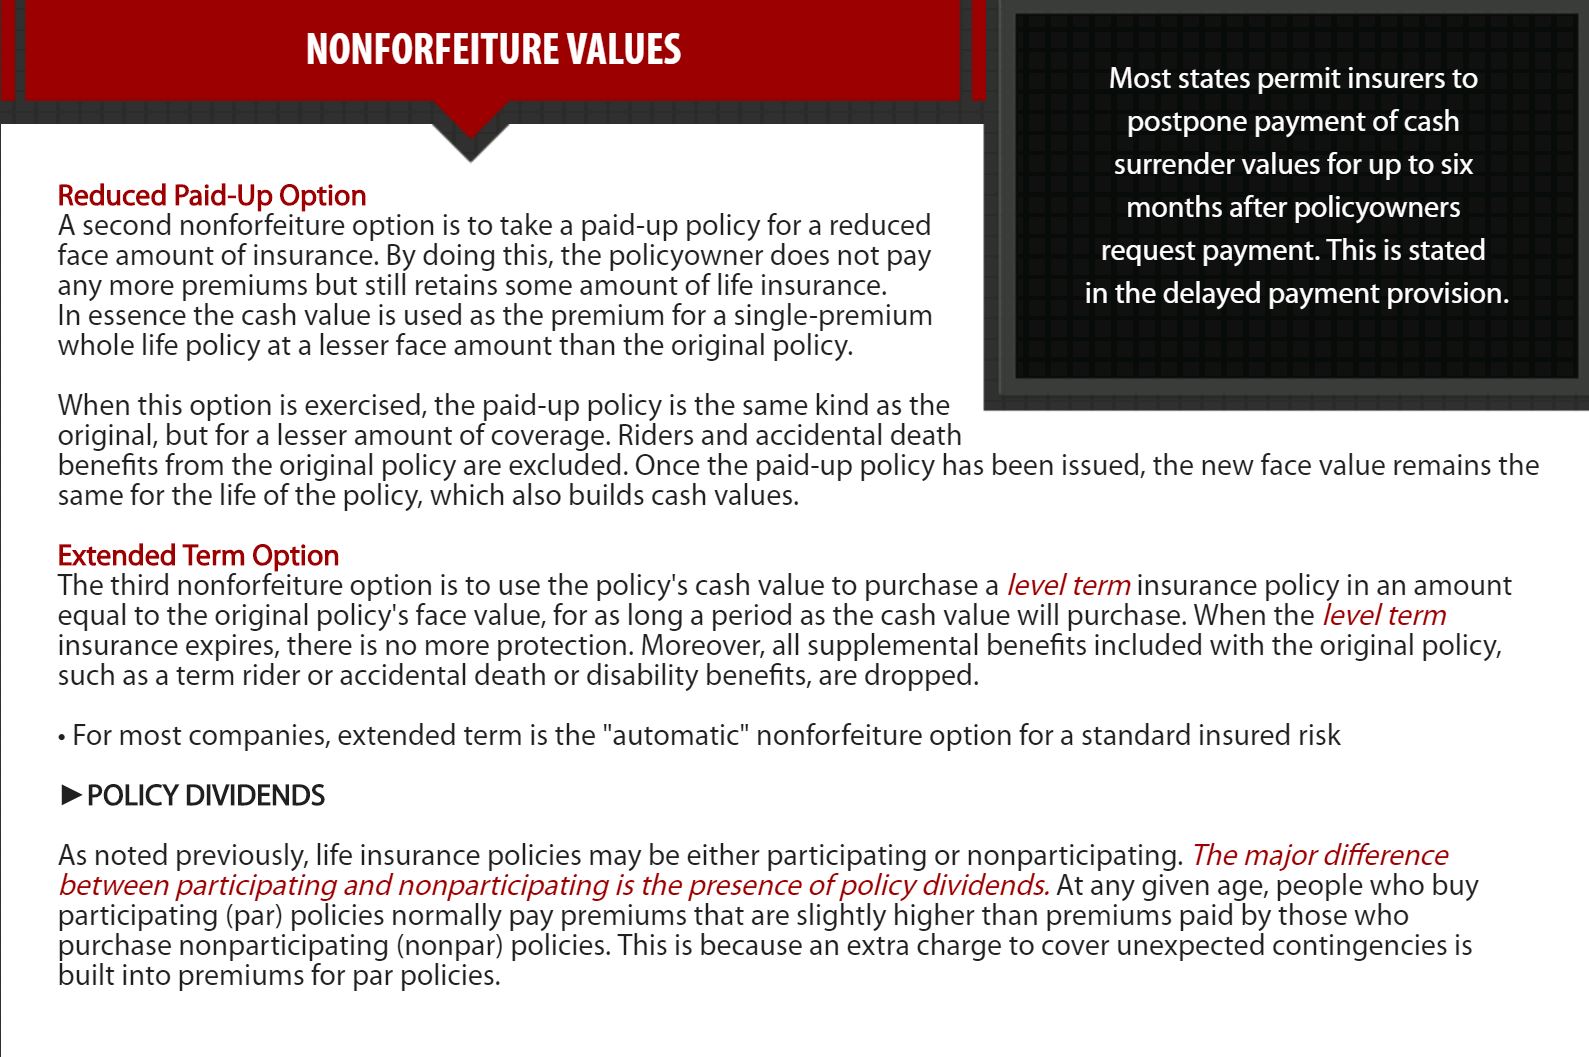 NONFORFEITURE VALUES
Most states permit insurers to
postpone payment of cash
surrender values for up to six
months after policyowners
request payment. This is stated
in the delayed payment provision.
Reduced Paid-Up Option
A second nonforfeiture option is to take a paid-up policy for a reduced
face amount of insurance. By doing this, the policyowner does not pay
any more premiums but still retains some amount of life insurance.
In essence the cash value is used as the premium for a single-premium
whole life policy at a lesser face amount than the original policy.
When this option is exercised, the paid-up policy is the same kind as the
original, but for a lesser amount of coverage. Riders and accidental death
benefits from the original policy are excluded. Once the paid-up policy has been issued, the new face value remains the
same for the life of the policy, which also builds cash values.
Extended Term Option
The third nonforfeiture option is to use the policy's cash value to purchase a level term insurance policy in an amount
equal to the original policy's face value, for as long a period as the cash value will purchase. When the level term
insurance expires, there is no more protection. Moreover, all supplemental benefits included with the original policy,
such as a term rider or accidental death or disability benefits, are dropped.
• For most companies, extended term is the "automatic" nonforfeiture option for a standard insured risk
►POLICY DIVIDENDS
As noted previously, life insurance policies may be either participating or nonparticipating. The major difference
between participating and nonparticipating is the presence of policy dividends. At any given age, people who buy
participating (par) policies normally pay premiums that are slightly higher than premiums paid by those who
purchase nonparticipating (nonpar) policies. This is because an extra charge to cover unexpected contingencies is
built into premiums for par policies.